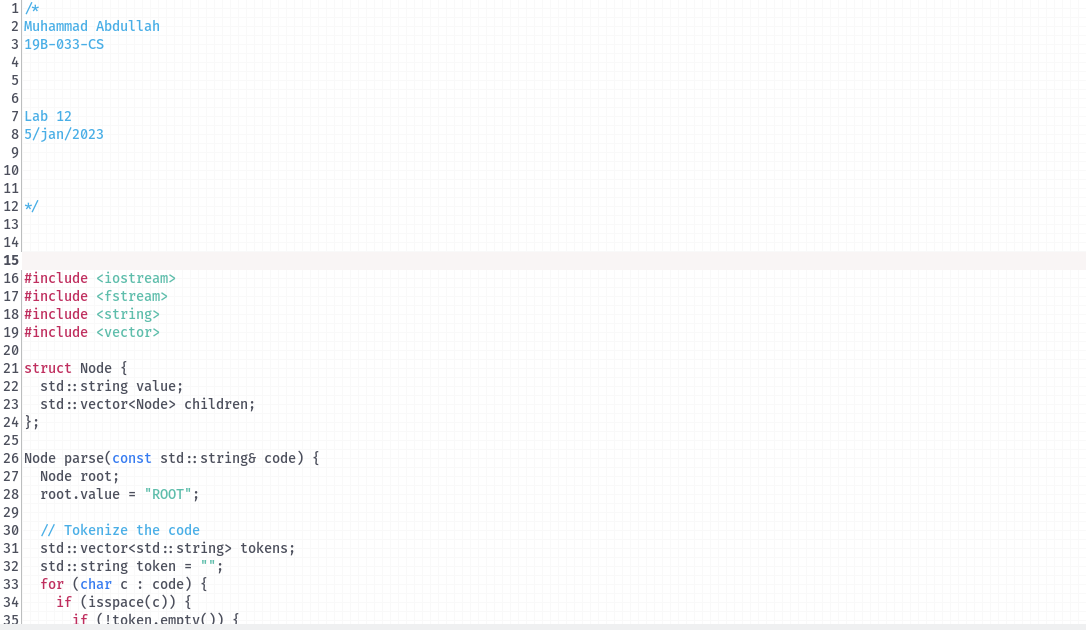 1 /*
2 Muhammad Abdullah
3 19B-033-CS
4
5
6
7 Lab 12
8 5/jan/2023
9
10
11
12 */
13
14
15
16 #include <iostream>
17 #include <fstream>
18 #include <string>
19 #include <vector>
20
21 struct Node {
22   std::string value;
23   std::vector<Node> children;
24 };
25
26 Node parse(const std::string& code) {
27   Node root;
28   root.value = "ROOT";
29
30   // Tokenize the code
31   std::vector<std::string> tokens;
32   std::string token = "";
33   for (char c : code) {
34     if (isspace(c)) {
35       if (!token.empty()) {